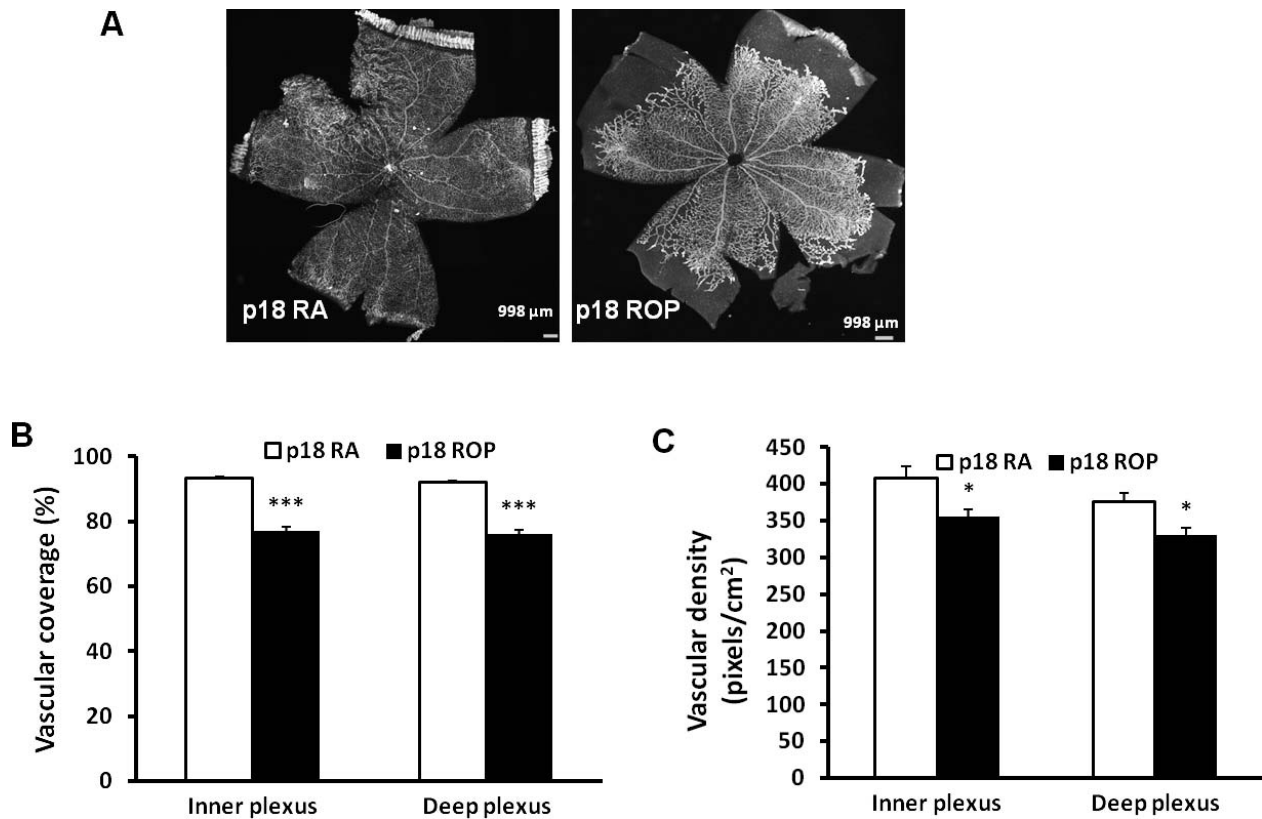 A
p18 RA
998 µm
p18 ROP
998 µm
B
p18 RA p18 ROP
Vascular coverage (%)
100
80
60
40
20
0
***
***
Inner plexus Deep plexus
C
p18 RA p18 ROP
Vascular density
(pixels/cm²)
450
400
350
300
250
200
150
100
50
0
*
*
Inner plexus Deep plexus